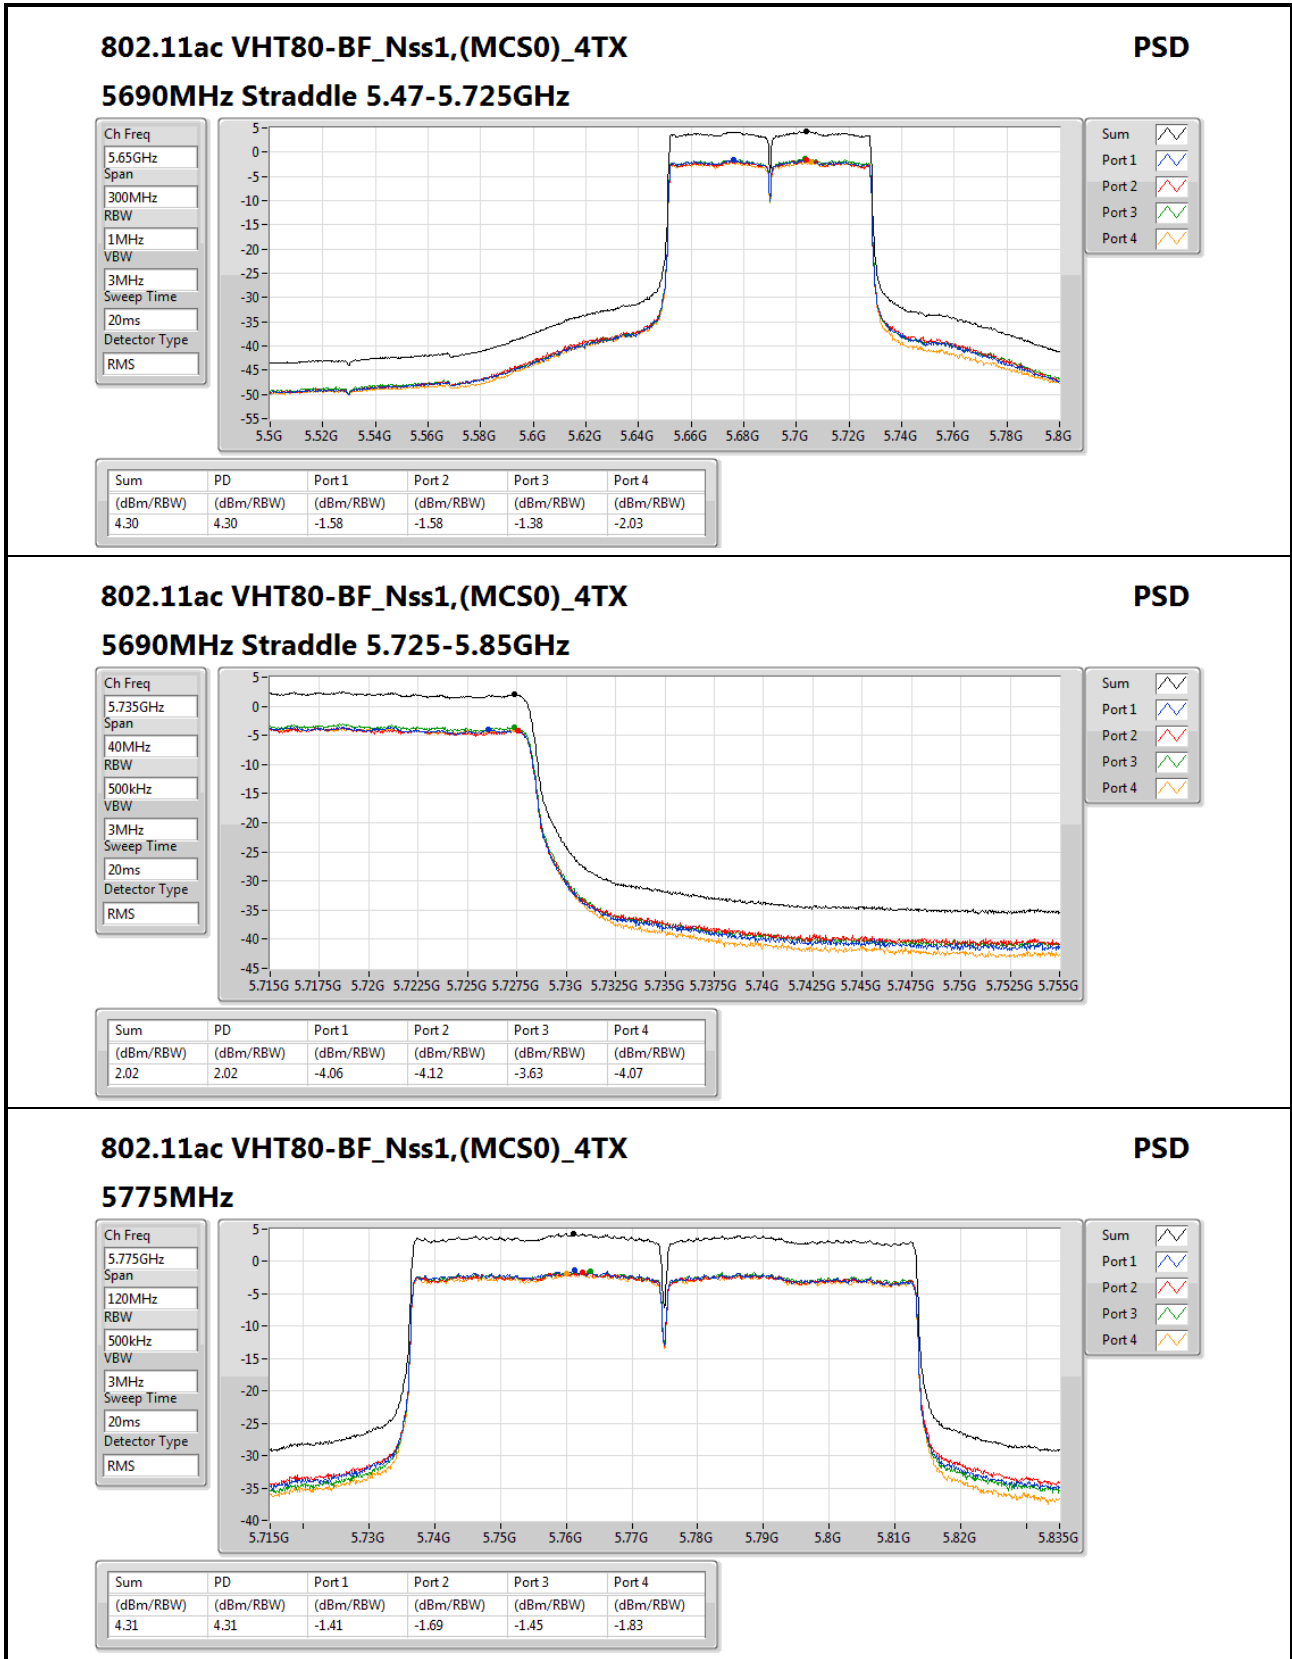 802.11ac VHT80-BF_Nss1,(MCS0)_4TX PSD
5690MHz Straddle 5.47-5.725GHz
Ch Freq
5.65GHz
Span
300MHz
RBW
1MHz
VBW
3MHz
Sweep Time
20ms
Detector Type
RMS
5
0
-5
-10
-15
-20
-25
-30
-35
-40
-45
-50
-55
5.5G 5.52G 5.54G 5.56G 5.58G 5.6G 5.62G 5.64G 5.66G 5.68G 5.7G 5.72G 5.74G 5.76G 5.78G 5.8G
Sum
Port 1
Port 2
Port 3
Port 4
Sum PD Port 1 Port 2 Port 3 Port 4
(dBm/RBW) (dBm/RBW) (dBm/RBW) (dBm/RBW) (dBm/RBW) (dBm/RBW)
4.30 4.30 -1.58 -1.58 -1.38 -2.03
802.11ac VHT80-BF_Nss1,(MCS0)_4TX PSD
5690MHz Straddle 5.725-5.85GHz
Ch Freq
5.735GHz
Span
40MHz
RBW
500kHz
VBW
3MHz
Sweep Time
20ms
Detector Type
RMS
5
0
-5
-10
-15
-20
-25
-30
-35
-40
-45
5.715G 5.7175G 5.72G 5.7225G 5.725G 5.7275G 5.73G 5.7325G 5.735G 5.7375G 5.74G 5.7425G 5.745G 5.7475G 5.75G 5.7525G 5.755G
Sum
Port 1
Port 2
Port 3
Port 4
Sum PD Port 1 Port 2 Port 3 Port 4
(dBm/RBW) (dBm/RBW) (dBm/RBW) (dBm/RBW) (dBm/RBW) (dBm/RBW)
2.02 2.02 -4.06 -4.12 -3.63 -4.07
802.11ac VHT80-BF_Nss1,(MCS0)_4TX PSD
5775MHz
Ch Freq
5.775GHz
Span
120MHz
RBW
500kHz
VBW
3MHz
Sweep Time
20ms
Detector Type
RMS
5
0
-5
-10
-15
-20
-25
-30
-35
-40
5.715G 5.73G 5.74G 5.75G 5.76G 5.77G 5.78G 5.79G 5.8G 5.81G 5.82G 5.835G
Sum
Port 1
Port 2
Port 3
Port 4
Sum PD Port 1 Port 2 Port 3 Port 4
(dBm/RBW) (dBm/RBW) (dBm/RBW) (dBm/RBW) (dBm/RBW) (dBm/RBW)
4.31 4.31 -1.41 -1.69 -1.45 -1.83